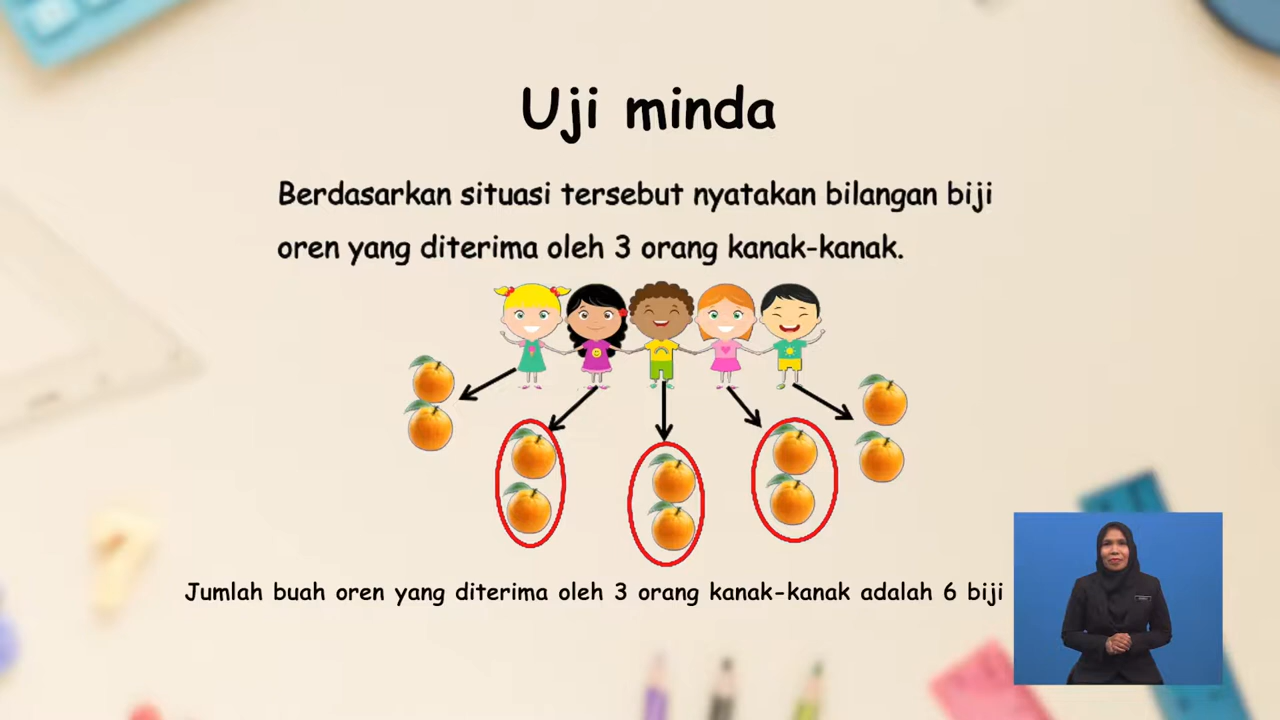 Uji minda
Berdasarkan situasi tersebut nyatakan bilangan biji
oren yang diterima oleh 3 orang kanak-kanak.
Jumlah buah oren yang diterima oleh 3 orang kanak-kanak adalah 6 biji